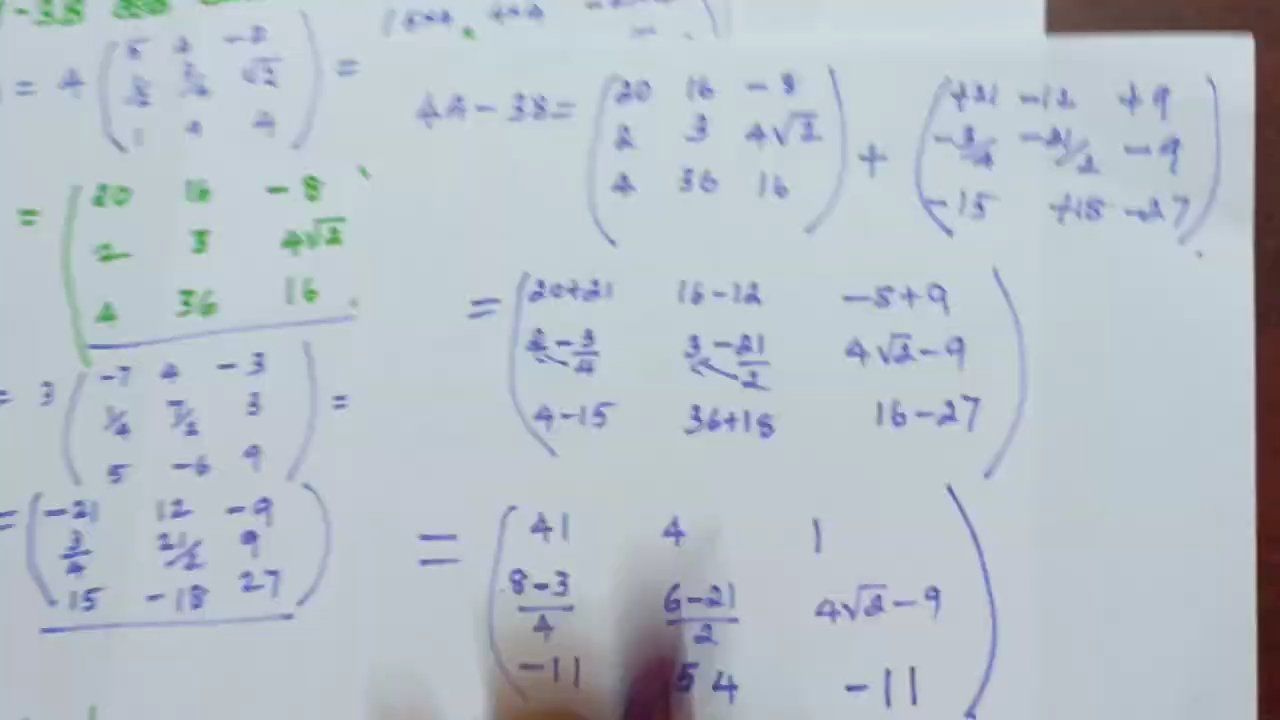 = 4 ( 5 4 -2
1/2 3/4 √2
1 9 4 ) =
= ( 20 16 -8
2 3 4√2
4 36 16
= 3 ( -7 4 -3
1/4 7/2 3
5 -6 9 ) =
= ( -21 12 -9
3/4 21/2 9
15 -18 27 )
4A - 3B = ( 20 16 -8
2 3 4√2
4 36 16 ) + ( +21 -12 +9
-3/4 -21/2 -9
-15 +18 -27 )
= ( 20+21 16-12 -8+9
2-3/4 3-21/2 4√2-9
4-15 36+18 16-27 )
= ( 41 4 1
8-3/4 6-21/2 4√2-9
-11 54 -11 )